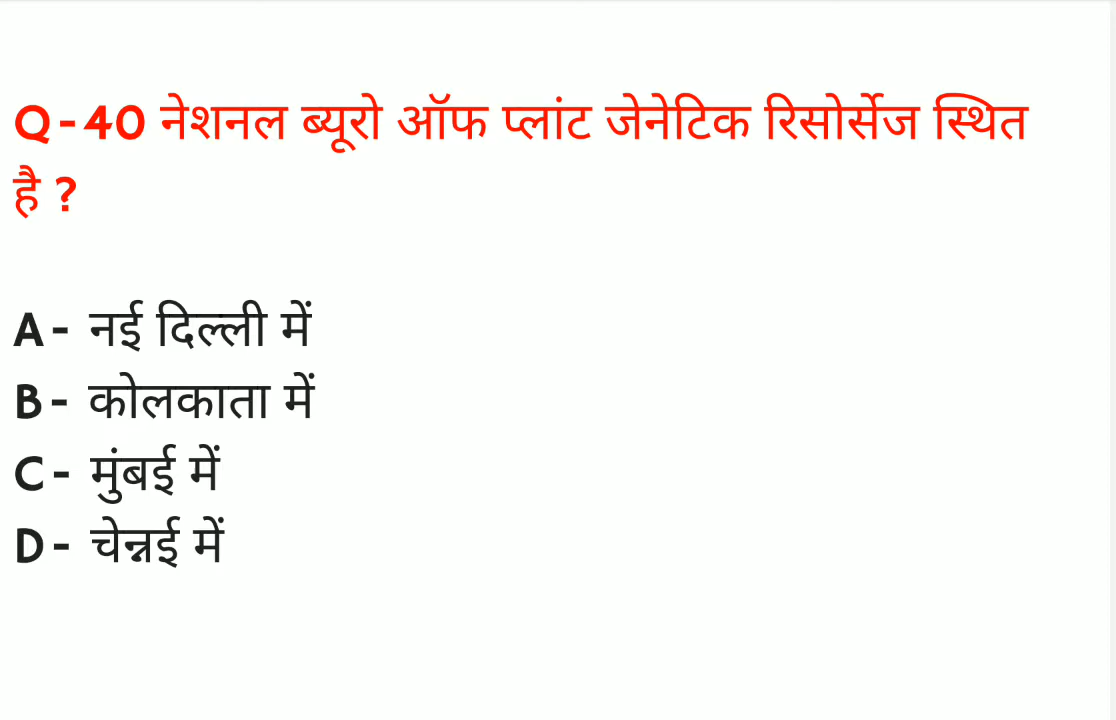 Q-40 नेशनल ब्यूरो ऑफ प्लांट जेनेटिक रिसोर्सेज स्थित
है ?
A- नई दिल्ली में
B- कोलकाता में
C- मुंबई में
D- चेन्नई में